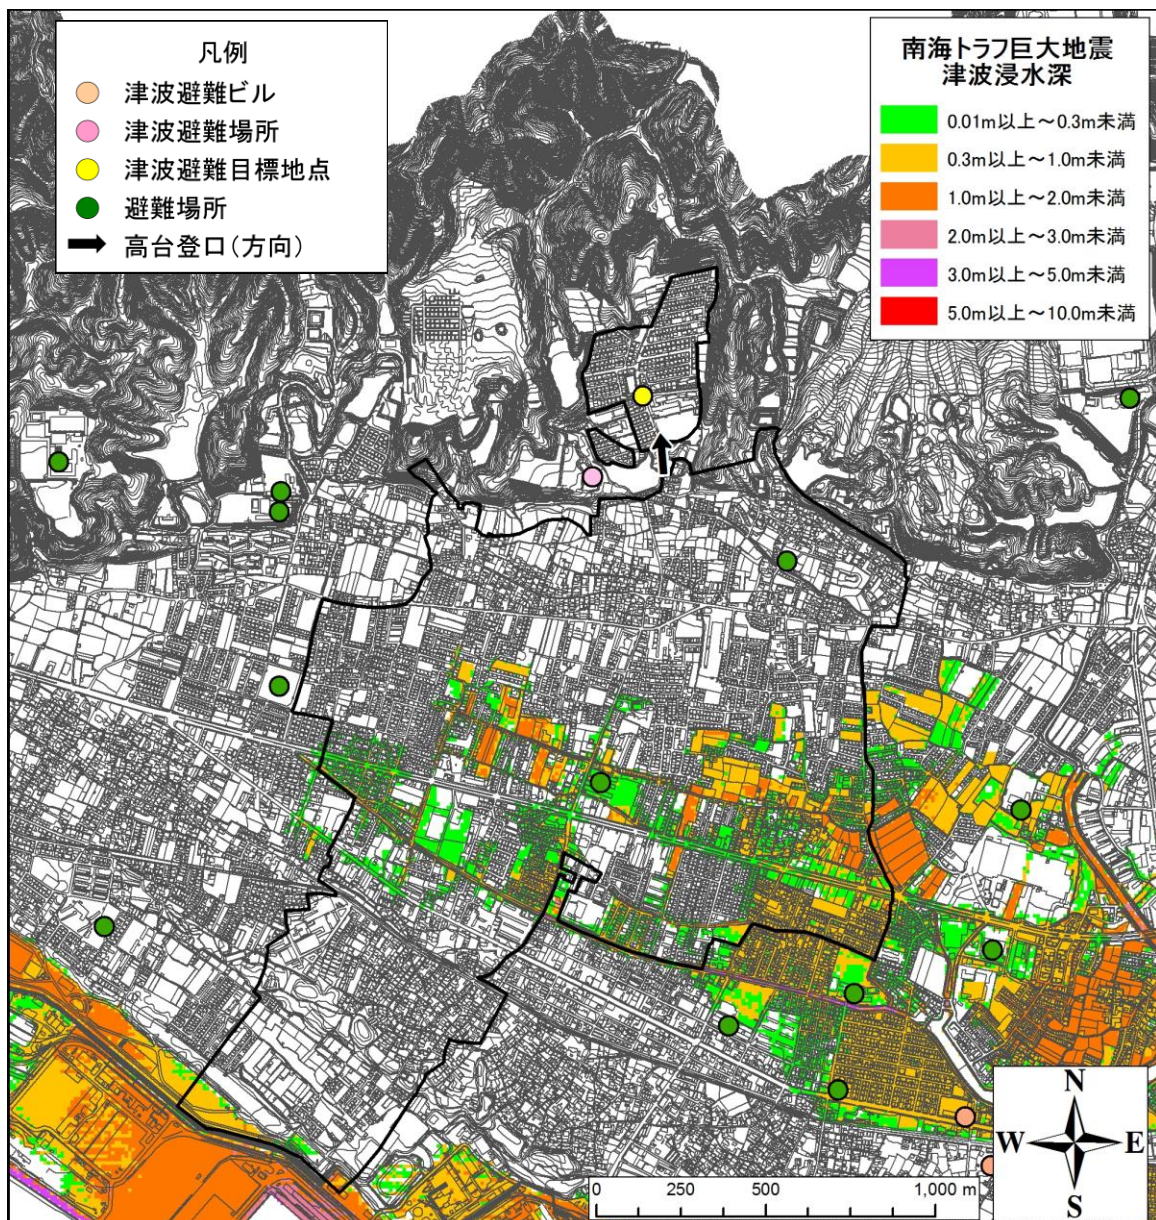 凡例
津波避難ビル
津波避難場所
津波避難目標地点
避難場所
高台登口(方向)
南海トラフ巨大地震
津波浸水深
0.01m以上～0.3m未満
0.3m以上～1.0m未満
1.0m以上～2.0m未満
2.0m以上～3.0m未満
3.0m以上～5.0m未満
5.0m以上～10.0m未満
N
W E
S
0 250 500 1,000 m